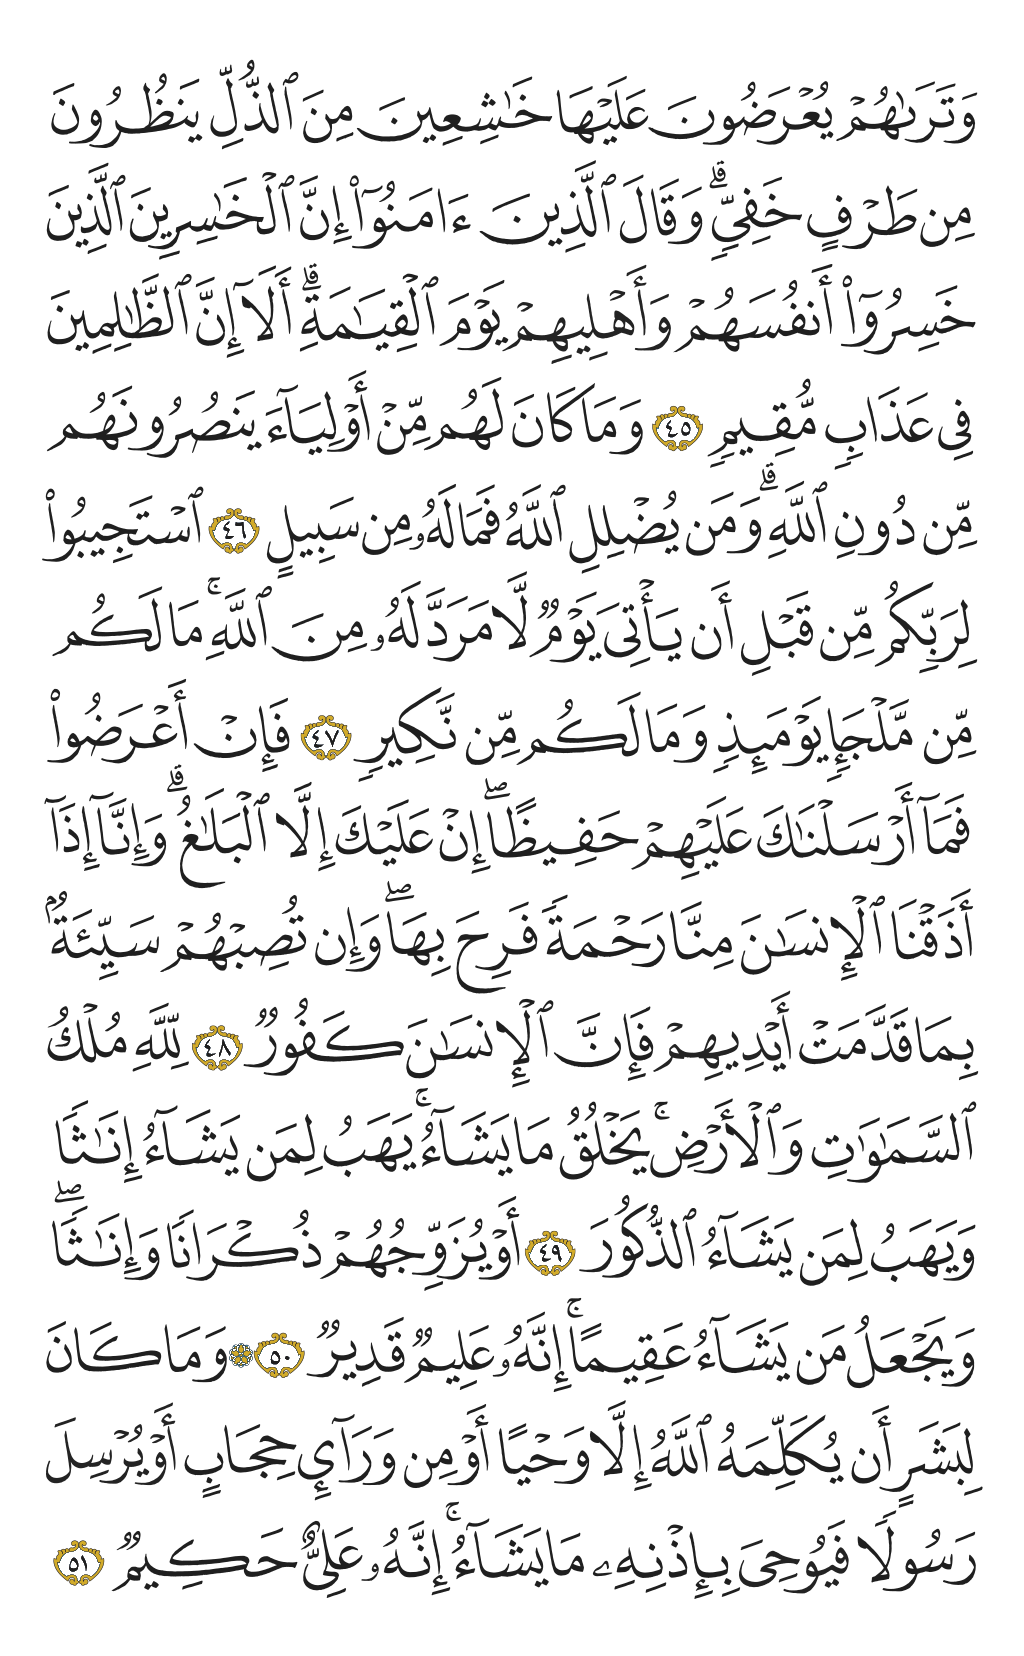 وَتَرَىٰهُمْ يُعْرَضُونَ عَلَيْهَا خَٰشِعِينَ مِنَ ٱلذُّلِّ يَنظُرُونَ
مِن طَرْفٍ خَفِيٍّۗ وَقَالَ ٱلَّذِينَ ءَامَنُوٓا۟ إِنَّ ٱلْخَٰسِرِينَ ٱلَّذِينَ
خَسِرُوٓا۟ أَنفُسَهُمْ وَأَهْلِيهِمْ يَوْمَ ٱلْقِيَٰمَةِۗ أَلَآ إِنَّ ٱلظَّٰلِمِينَ
فِى عَذَابٍ مُّقِيمٍ ٤٥ وَمَا كَانَ لَهُم مِّنْ أَوْلِيَآءَ يَنصُرُونَهُم
مِّن دُونِ ٱللَّهِۗ وَمَن يُضْلِلِ ٱللَّهُ فَمَا لَهُۥ مِن سَبِيلٍ ٤٦ ٱسْتَجِيبُوا۟
لِرَبِّكُم مِّن قَبْلِ أَن يَأْتِىَ يَوْمٌ لَّا مَرَدَّ لَهُۥ مِنَ ٱللَّهِۚ مَا لَكُم
مِّن مَّلْجَإٍ يَوْمَئِذٍ وَمَا لَكُم مِّن نَّكِيرٍ ٤٧ فَإِنْ أَعْرَضُوا۟
فَمَآ أَرْسَلْنَٰكَ عَلَيْهِمْ حَفِيظًاۖ إِنْ عَلَيْكَ إِلَّا ٱلْبَلَٰغُۗ وَإِنَّآ إِذَآ
أَذَقْنَا ٱلْإِنسَٰنَ مِنَّا رَحْمَةً فَرِحَ بِهَاۖ وَإِن تُصِبْهُمْ سَيِّئَةٌۢ
بِمَا قَدَّمَتْ أَيْدِيهِمْ فَإِنَّ ٱلْإِنسَٰنَ كَفُورٌ ٤٨ لِّلَّهِ مُلْكُ
ٱلسَّمَٰوَٰتِ وَٱلْأَرْضِۚ يَخْلُقُ مَا يَشَآءُۚ يَهَبُ لِمَن يَشَآءُ إِنَٰثًا
وَيَهَبُ لِمَن يَشَآءُ ٱلذُّكُورَ ٤٩ أَوْ يُزَوِّجُهُمْ ذُكْرَانًا وَإِنَٰثًاۖ
وَيَجْعَلُ مَن يَشَآءُ عَقِيمًاۚ إِنَّهُۥ عَلِيمٌ قَدِيرٌ ٥٠ ۞ وَمَا كَانَ
لِبَشَرٍ أَن يُكَلِّمَهُ ٱللَّهُ إِلَّا وَحْيًا أَوْ مِن وَرَآئِ حِجَابٍ أَوْ يُرْسِلَ
رَسُولًا فَيُوحِىَ بِإِذْنِهِۦ مَا يَشَآءُۚ إِنَّهُۥ عَلِىٌّ حَكِيمٌ ٥١